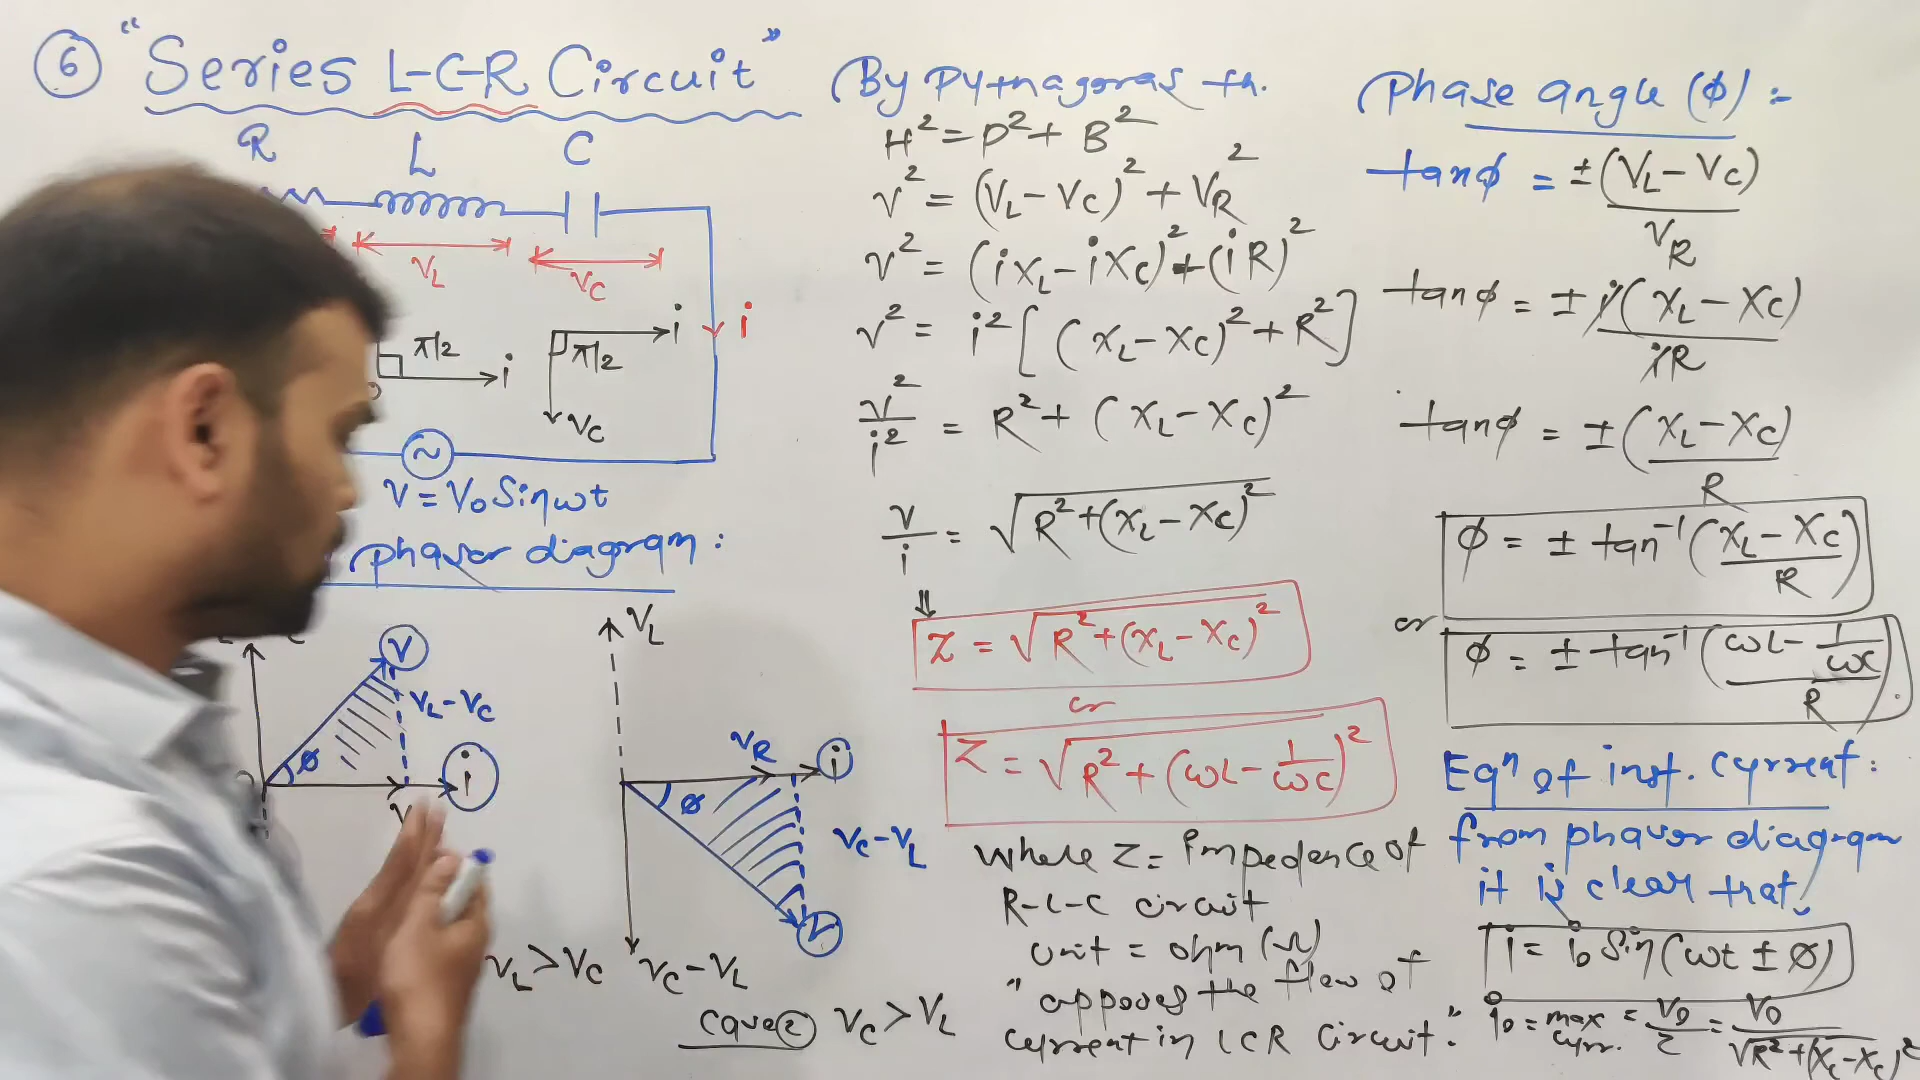 6 "Series L-C-R Circuit"
R L C
VL VC
i
π/2 i
π/2 i
VC
~
V = V₀ Sinωt
phasor diagram:
V
VL-VC
φ
i
VL
VR i
φ
VC-VL
V
VL>VC VC-VL
Case② VC>VL
By Pythagoras th.
H² = P² + B²
V² = (VL-VC)² + VR²
V² = (iXL-iXC)²+(iR)²
V² = i² [(XL-XC)²+R²]
V²/i² = R²+ (XL-XC)²
V/i = √R²+(XL-XC)²
⇓
Z = √R²+(XL-XC)²
or
Z = √R²+(ωL-1/ωC)²
where Z = impedence of
R-L-C circuit
unit = ohm (Ω)
"opposes the flow of
current in LCR Circuit."
Phase angle (φ) :-
tanφ = ±(VL-VC)/VR
tanφ = ± i(XL-XC)/iR
tanφ = ±(XL-XC)/R
φ = ± tan⁻¹(XL-XC/R)
or
φ = ± tan⁻¹(ωL-1/ωC/R)
Eqⁿ of inst. current:
from phasor diagram
it is clear that,
i = i₀ Sin(ωt ± φ)
i₀ = max curr. = V₀/Z = V₀/√R²+(XL-XC)²